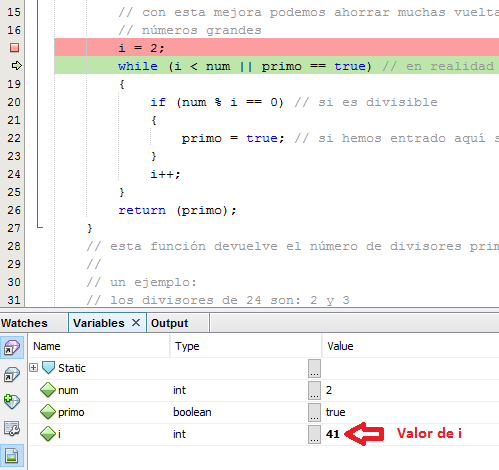 15 // con esta mejora podemos ahorrar muchas vuelta
16 // números grandes
i = 2;
while (i < num || primo == true) // en realidad
19 {
20 if (num % i == 0) // si es divisible
21 {
22 primo = true; // si hemos entrado aquí s
23 }
24 i++;
25 }
26 return (primo);
27 }
28 // esta función devuelve el número de divisores prim
29 //
30 // un ejemplo:
31 // los divisores de 24 son: 2 y 3
Watches Variables × Output
Name Type Value
Static ...
num int ... 2
primo boolean ... true
i int ... 41 Valor de i